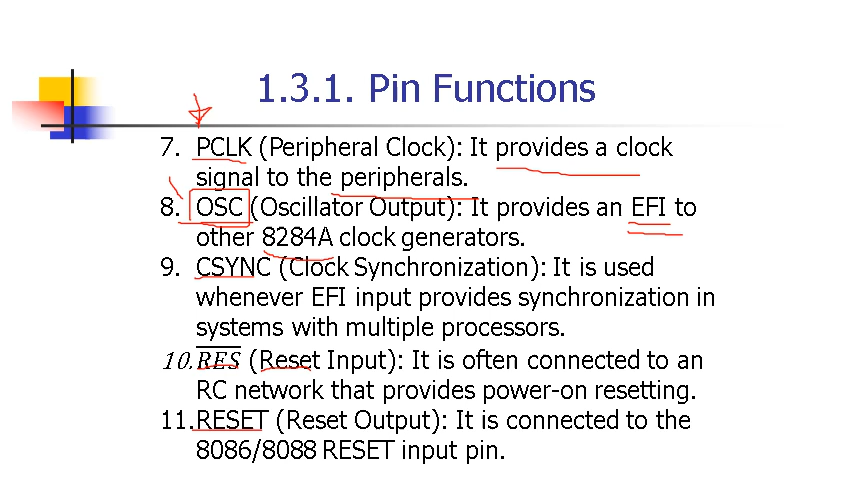 1.3.1. Pin Functions
7. PCLK (Peripheral Clock): It provides a clock
signal to the peripherals.
8. OSC (Oscillator Output): It provides an EFI to
other 8284A clock generators.
9. CSYNC (Clock Synchronization): It is used
whenever EFI input provides synchronization in
systems with multiple processors.
10. R̅E̅S̅ (Reset Input): It is often connected to an
RC network that provides power-on resetting.
11. RESET (Reset Output): It is connected to the
8086/8088 RESET input pin.